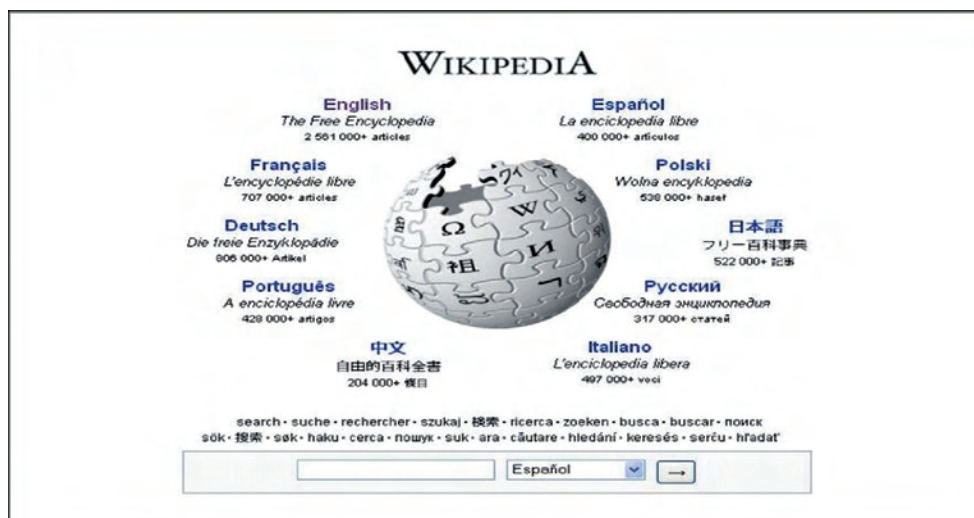 WIKIPEDIA
English
The Free Encyclopedia
2 561 000+ articles
Español
La enciclopedia libre
400 000+ artículos
Français
L'encyclopédie libre
707 000+ articles
Polski
Wolna encyklopedia
538 000+ haseł
Deutsch
Die freie Enzyklopädie
806 000+ Artikel
日本語
フリー百科事典
522 000+ 記事
Português
A enciclopédia livre
428 000+ artigos
Русский
Свободная энциклопедия
317 000+ статей
中文
自由的百科全書
204 000+ 條目
Italiano
L'enciclopedia libera
497 000+ voci
Ω
W
祖
И
search · suche · rechercher · szukaj · 検索 · ricerca · zoeken · busca · buscar · поиск
sök · 搜索 · søk · haku · cerca · пошук · suk · ara · căutare · hledání · keresés · serĉu · hľadať
Español
→